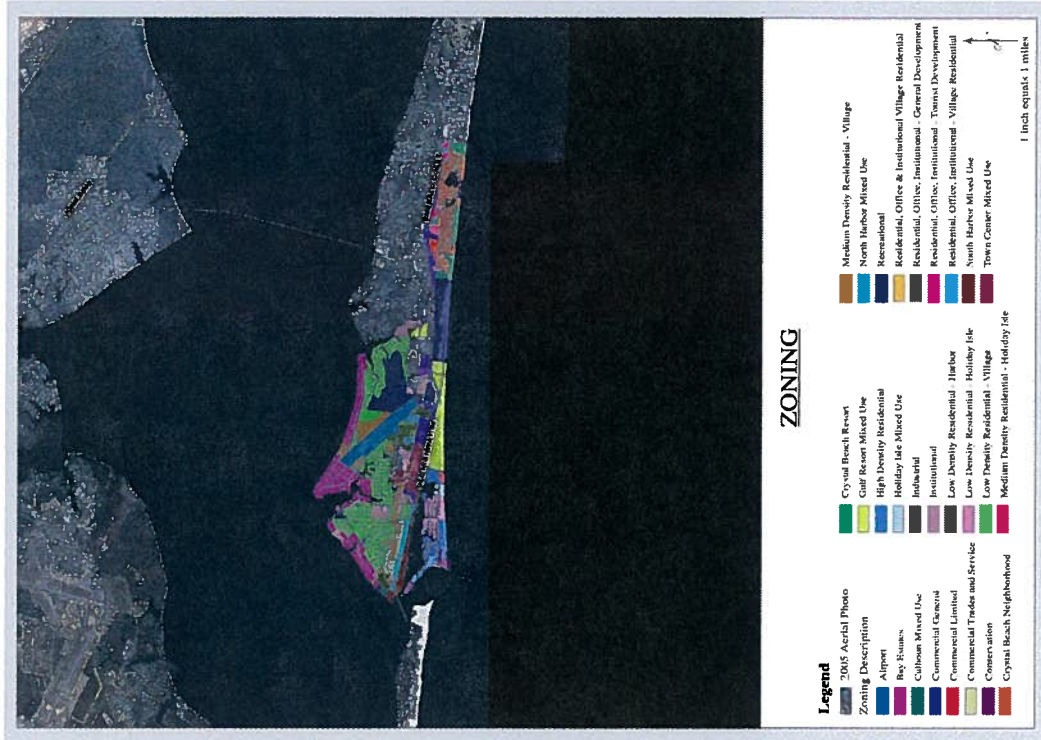 ZONING
Legend
2005 Aerial Photo
Zoning Description
Airport
Bay Estates
Calhoun Mixed Use
Commercial General
Commercial Limited
Commercial Trades and Service
Conservation
Crystal Beach Neighborhood
Crystal Beach Resort
Gulf Resort Mixed Use
High Density Residential
Holiday Isle Mixed Use
Industrial
Institutional
Low Density Residential - Harbor
Low Density Residential - Holiday Isle
Low Density Residential - Village
Medium Density Residential - Holiday Isle
Medium Density Residential - Village
North Harbor Mixed Use
Recreational
Residential, Office & Institutional Village Residential
Residential, Office, Institutional - General Development
Residential, Office, Institutional - Tourist Development
Residential, Office, Institutional - Village Residential
South Harbor Mixed Use
Town Center Mixed Use
1 inch equals 1 miles